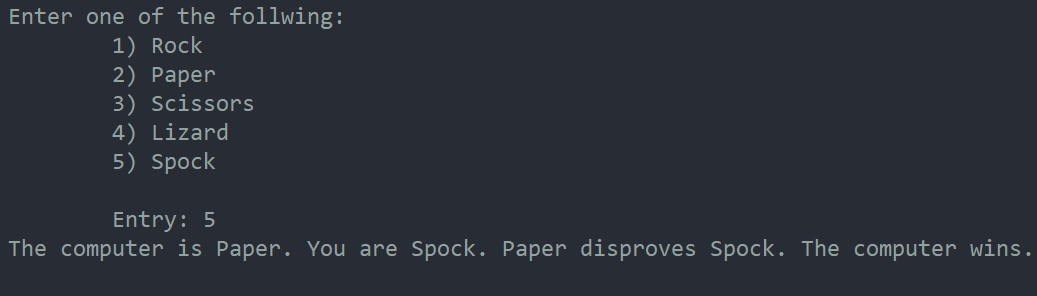 Enter one of the follwing:
1) Rock
2) Paper
3) Scissors
4) Lizard
5) Spock
Entry: 5
The computer is Paper. You are Spock. Paper disproves Spock. The computer wins.